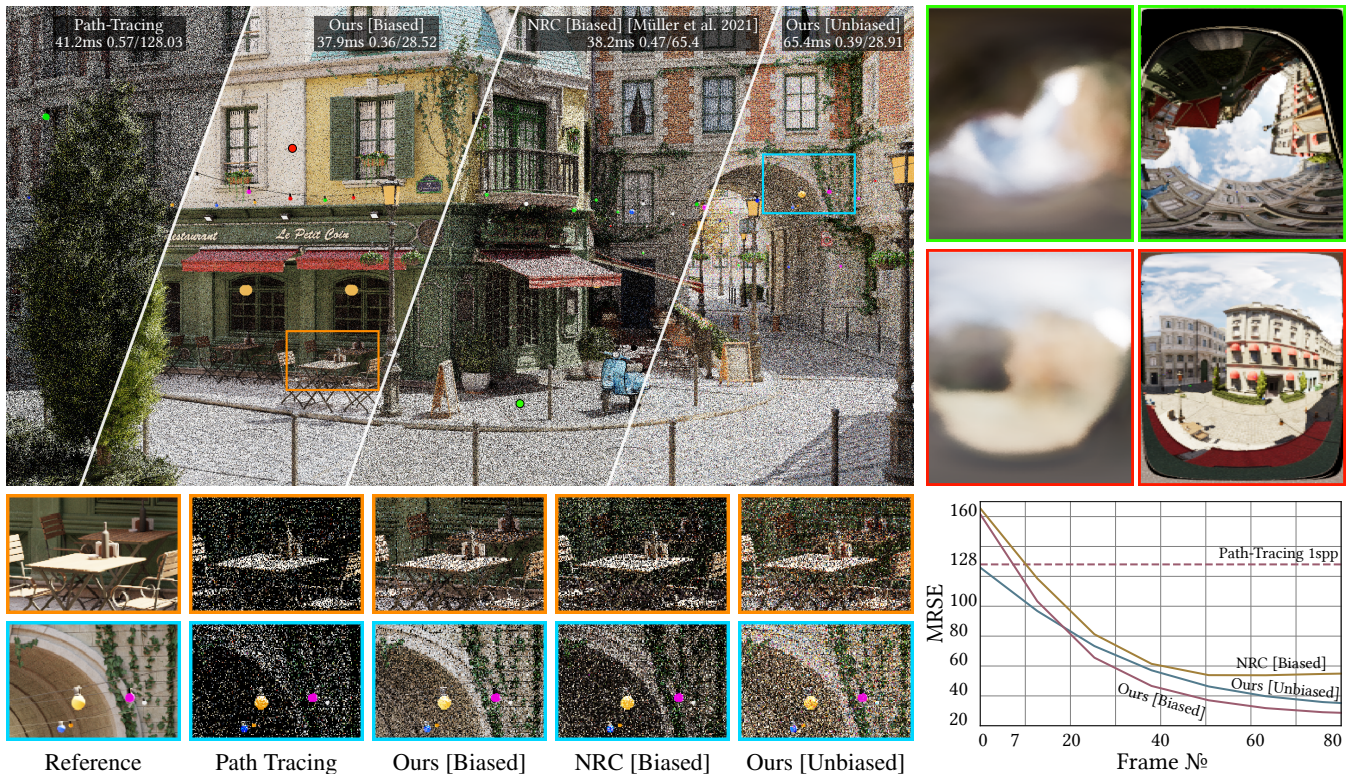 Path-Tracing
41.2ms 0.57/128.03
Ours [Biased]
37.9ms 0.36/28.52
NRC [Biased] [Müller et al. 2021]
38.2ms 0.47/65.4
Ours [Unbiased]
65.4ms 0.39/28.91
Restaurant
Le Petit Coin
Reference
Path Tracing
Ours [Biased]
NRC [Biased]
Ours [Unbiased]
MRSE
160
128
100
80
60
40
20
Path-Tracing 1spp
NRC [Biased]
Ours [Unbiased]
Ours [Biased]
0 7 20 40 60 80
Frame №